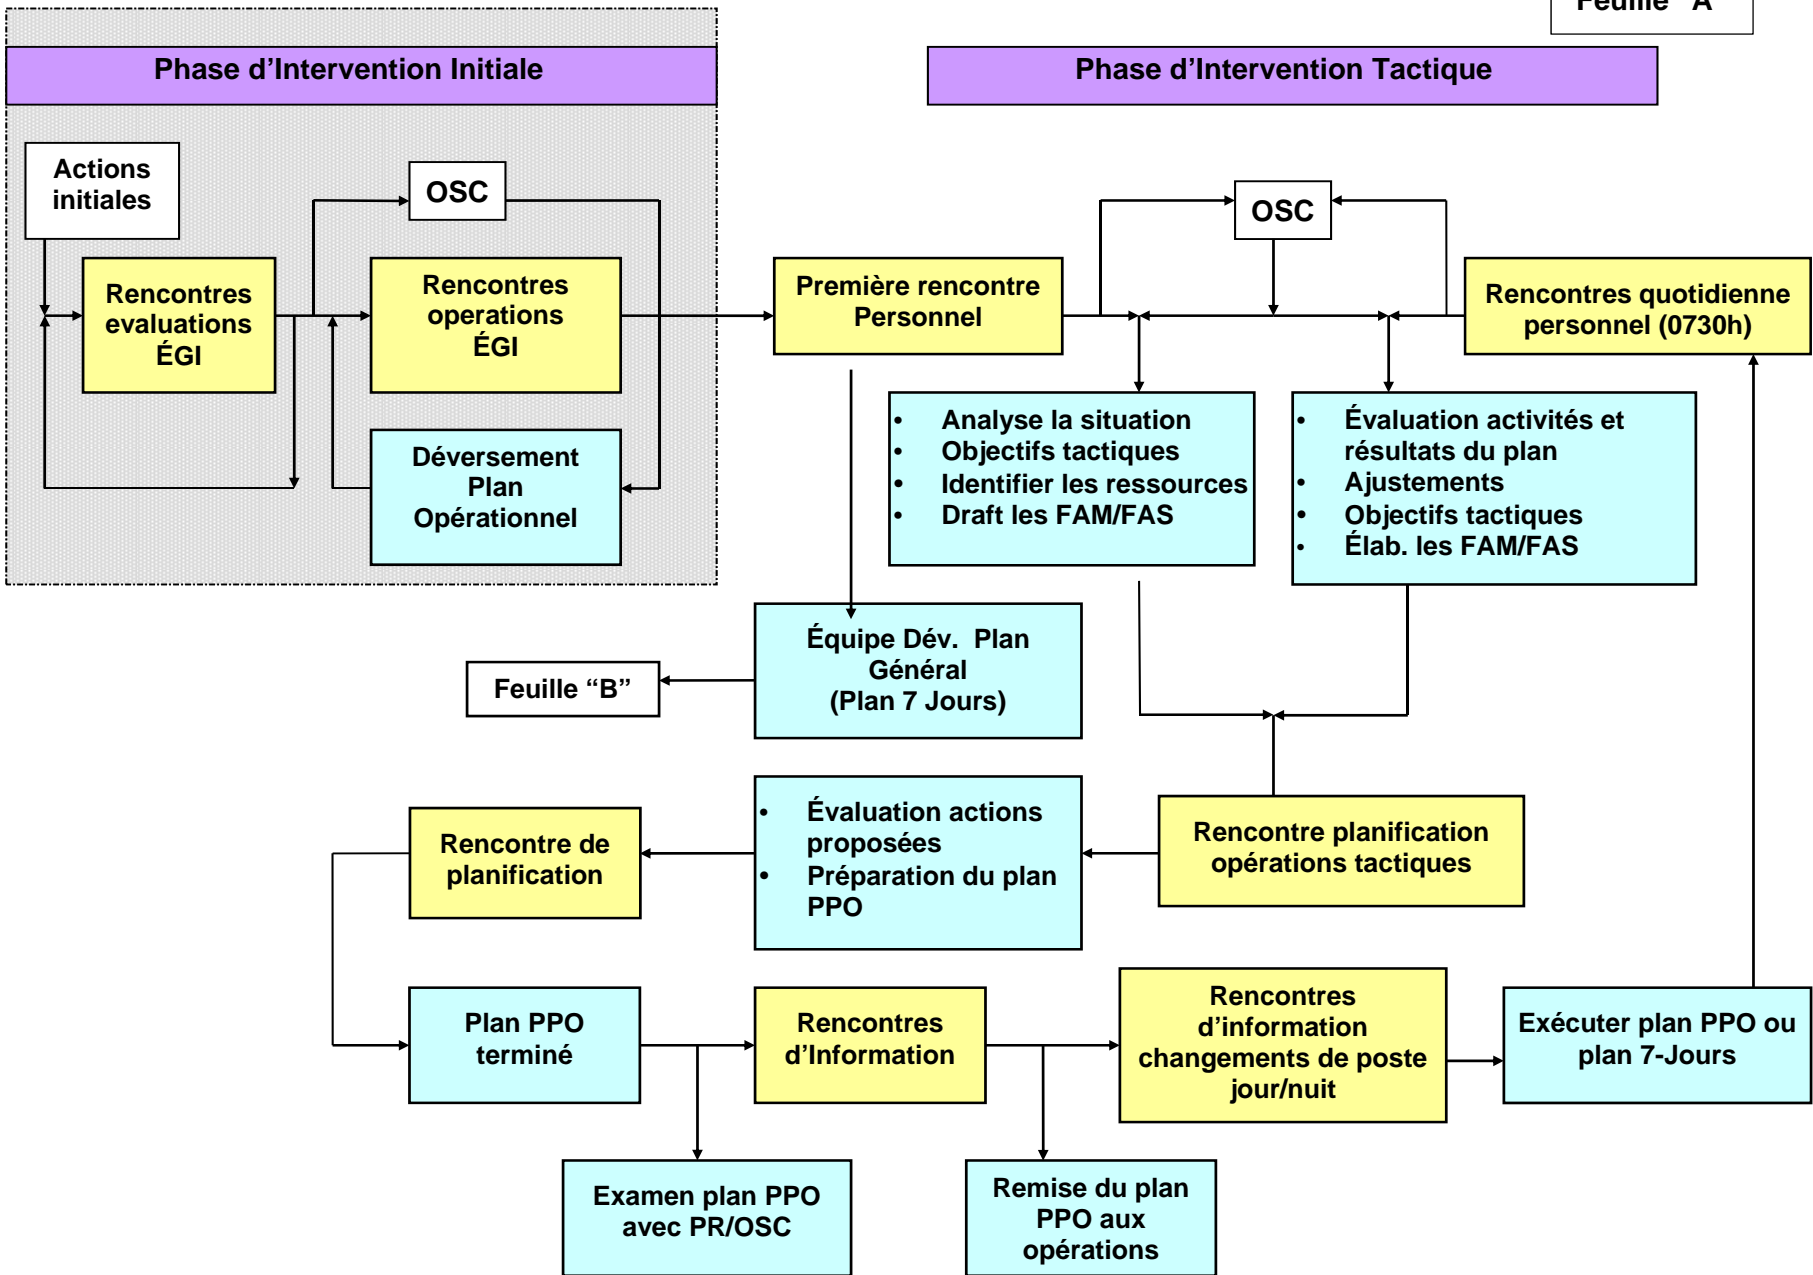 Feuille "A"
Phase d'Intervention Initiale
Phase d'Intervention Tactique
Actions
initiales
OSC
OSC
Rencontres
evaluations
ÉGI
Rencontres
operations
ÉGI
Première rencontre
Personnel
Rencontres quotidienne
personnel (0730h)
Déversement
Plan
Opérationnel
• Analyse la situation
• Objectifs tactiques
• Identifier les ressources
• Draft les FAM/FAS
• Évaluation activités et
résultats du plan
• Ajustements
• Objectifs tactiques
• Élab. les FAM/FAS
Équipe Dév. Plan
Général
(Plan 7 Jours)
Feuille “B”
Rencontre de
planification
• Évaluation actions
proposées
• Préparation du plan
PPO
Rencontre planification
opérations tactiques
Plan PPO
terminé
Rencontres
d’Information
Rencontres
d’information
changements de poste
jour/nuit
Exécuter plan PPO ou
plan 7-Jours
Examen plan PPO
avec PR/OSC
Remise du plan
PPO aux
opérations